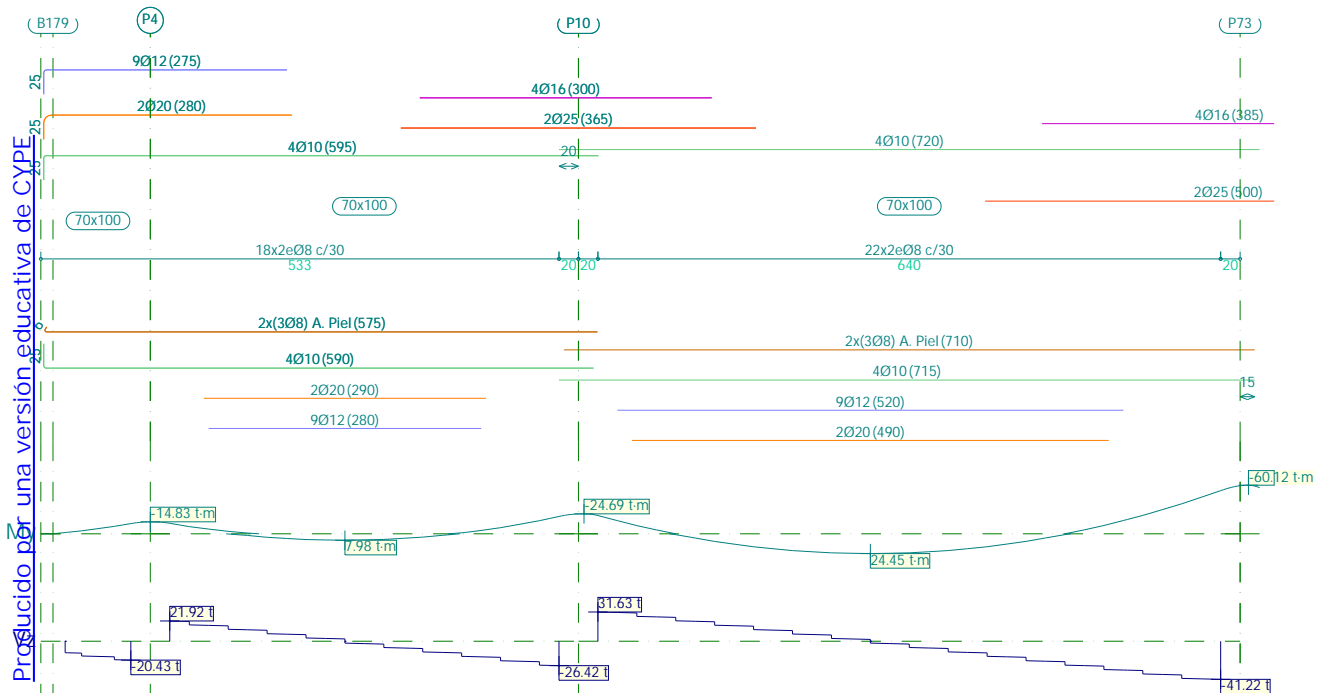 B179
P4
P10
P73
9Ø12 (275)
25
4Ø16 (300)
2Ø20 (280)
2Ø25 (365)
4Ø16 (385)
25
4Ø10 (595)
20
4Ø10 (720)
25
2Ø25 (500)
70x100
70x100
70x100
18x2eØ8 c/30
22x2eØ8 c/30
533
20
20
640
20
2x(3Ø8) A. Piel (575)
2x(3Ø8) A. Piel (710)
25
4Ø10 (590)
4Ø10 (715)
15
2Ø20 (290)
9Ø12 (520)
9Ø12 (280)
2Ø20 (490)
-60.12 t·m
-14.83 t·m
-24.69 t·m
7.98 t·m
24.45 t·m
21.92 t
31.63 t
-20.43 t
-26.42 t
-41.22 t
Producido por una versión educativa de CYPE